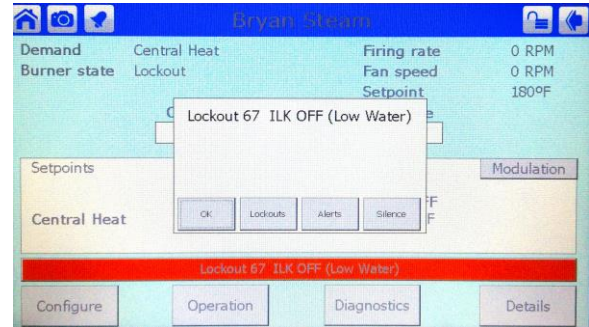 Bryan Steam
Demand Central Heat Firing rate 0 RPM
Burner state Lockout Fan speed 0 RPM
Setpoint 180ºF
Lockout 67 ILK OFF (Low Water)
Setpoints Modulation
Central Heat
OK Lockouts Alerts Silence
Lockout 67 ILK OFF (Low Water)
Configure Operation Diagnostics Details